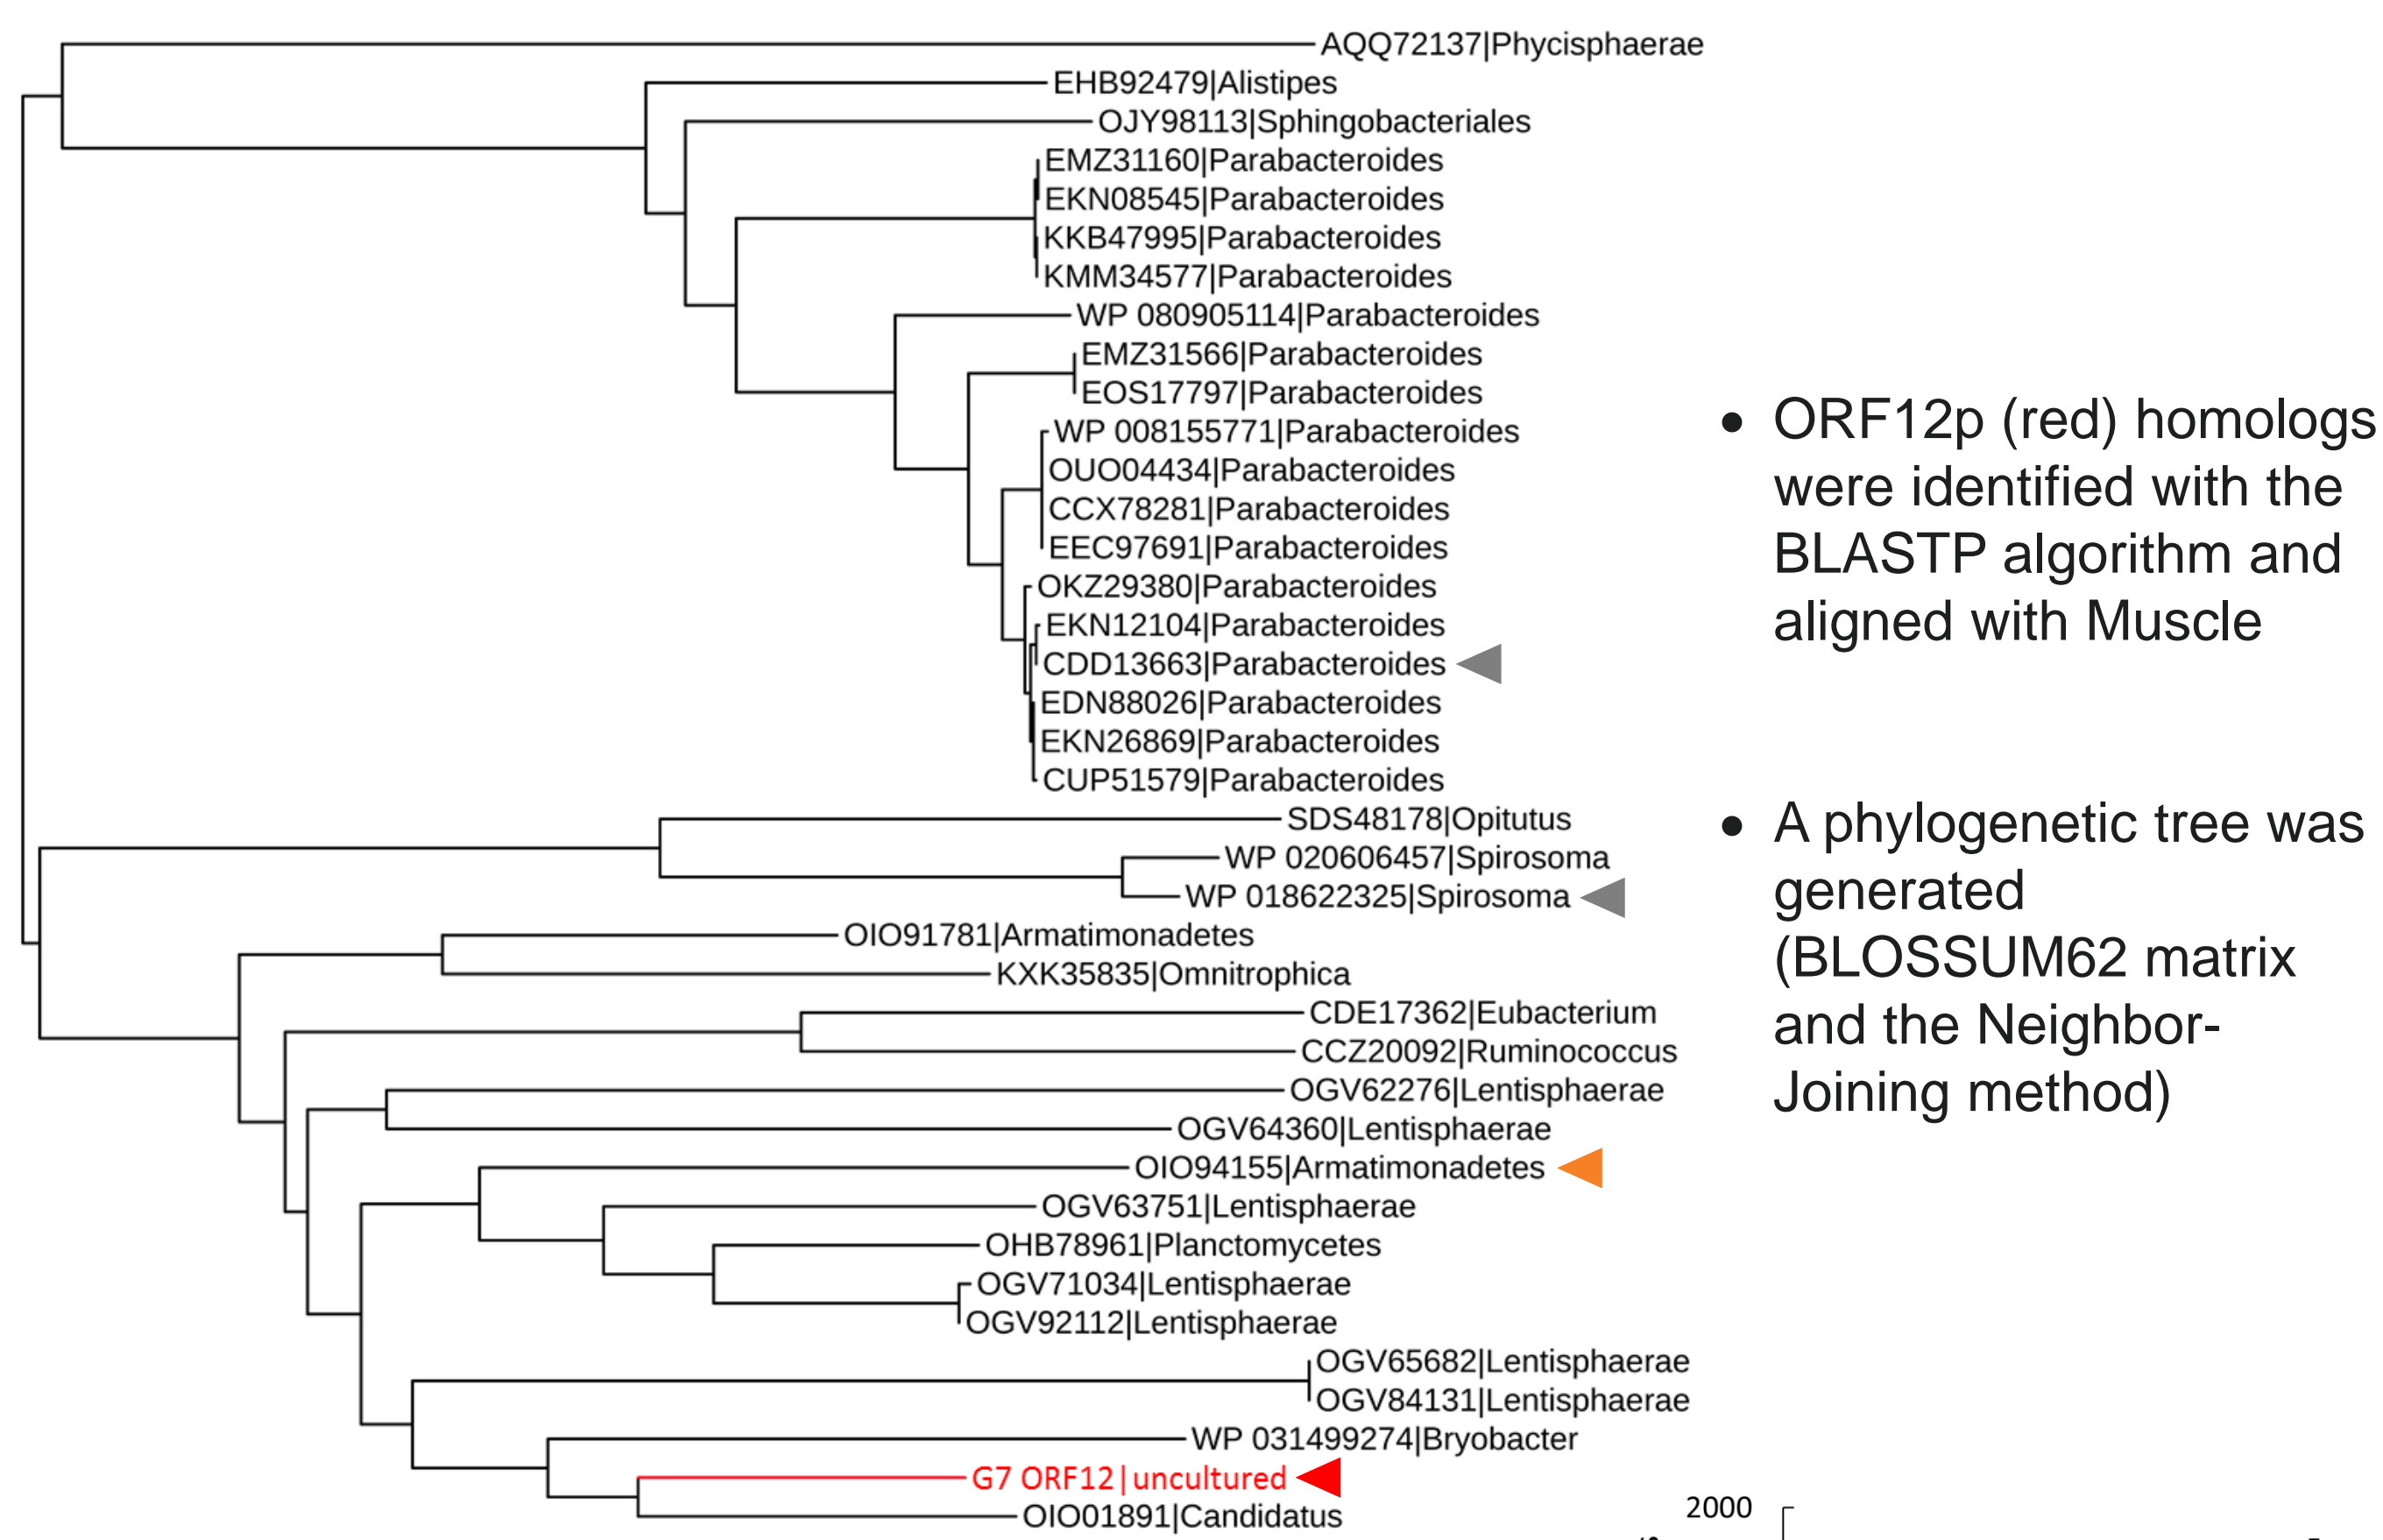 AQQ72137|Phycisphaerae
EHB92479|Alistipes
OJY98113|Sphingobacteriales
EMZ31160|Parabacteroides
EKN08545|Parabacteroides
KKB47995|Parabacteroides
KMM34577|Parabacteroides
WP 080905114|Parabacteroides
EMZ31566|Parabacteroides
EOS17797|Parabacteroides
WP 008155771|Parabacteroides
OUO04434|Parabacteroides
CCX78281|Parabacteroides
EEC97691|Parabacteroides
OKZ29380|Parabacteroides
EKN12104|Parabacteroides
CDD13663|Parabacteroides
EDN88026|Parabacteroides
EKN26869|Parabacteroides
CUP51579|Parabacteroides
SDS48178|Opitutus
WP 020606457|Spirosoma
WP 018622325|Spirosoma
OIO91781|Armatimonadetes
KXK35835|Omnitrophica
CDE17362|Eubacterium
CCZ20092|Ruminococcus
OGV62276|Lentisphaerae
OGV64360|Lentisphaerae
OIO94155|Armatimonadetes
OGV63751|Lentisphaerae
OHB78961|Planctomycetes
OGV71034|Lentisphaerae
OGV92112|Lentisphaerae
OGV65682|Lentisphaerae
OGV84131|Lentisphaerae
WP 031499274|Bryobacter
G7 ORF12|uncultured
OIO01891|Candidatus
• ORF12p (red) homologs
were identified with the
BLASTP algorithm and
aligned with Muscle
• A phylogenetic tree was
generated
(BLOSSUM62 matrix
and the Neighbor-
Joining method)
2000